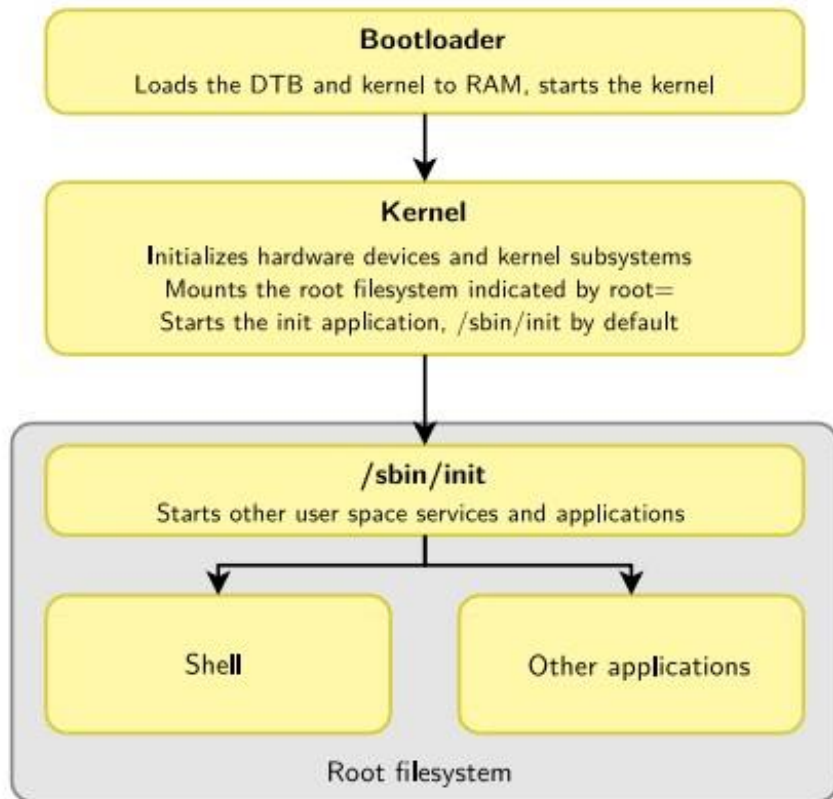 Bootloader
Loads the DTB and kernel to RAM, starts the kernel
Kernel
Initializes hardware devices and kernel subsystems
Mounts the root filesystem indicated by root=
Starts the init application, /sbin/init by default
/sbin/init
Starts other user space services and applications
Shell
Other applications
Root filesystem